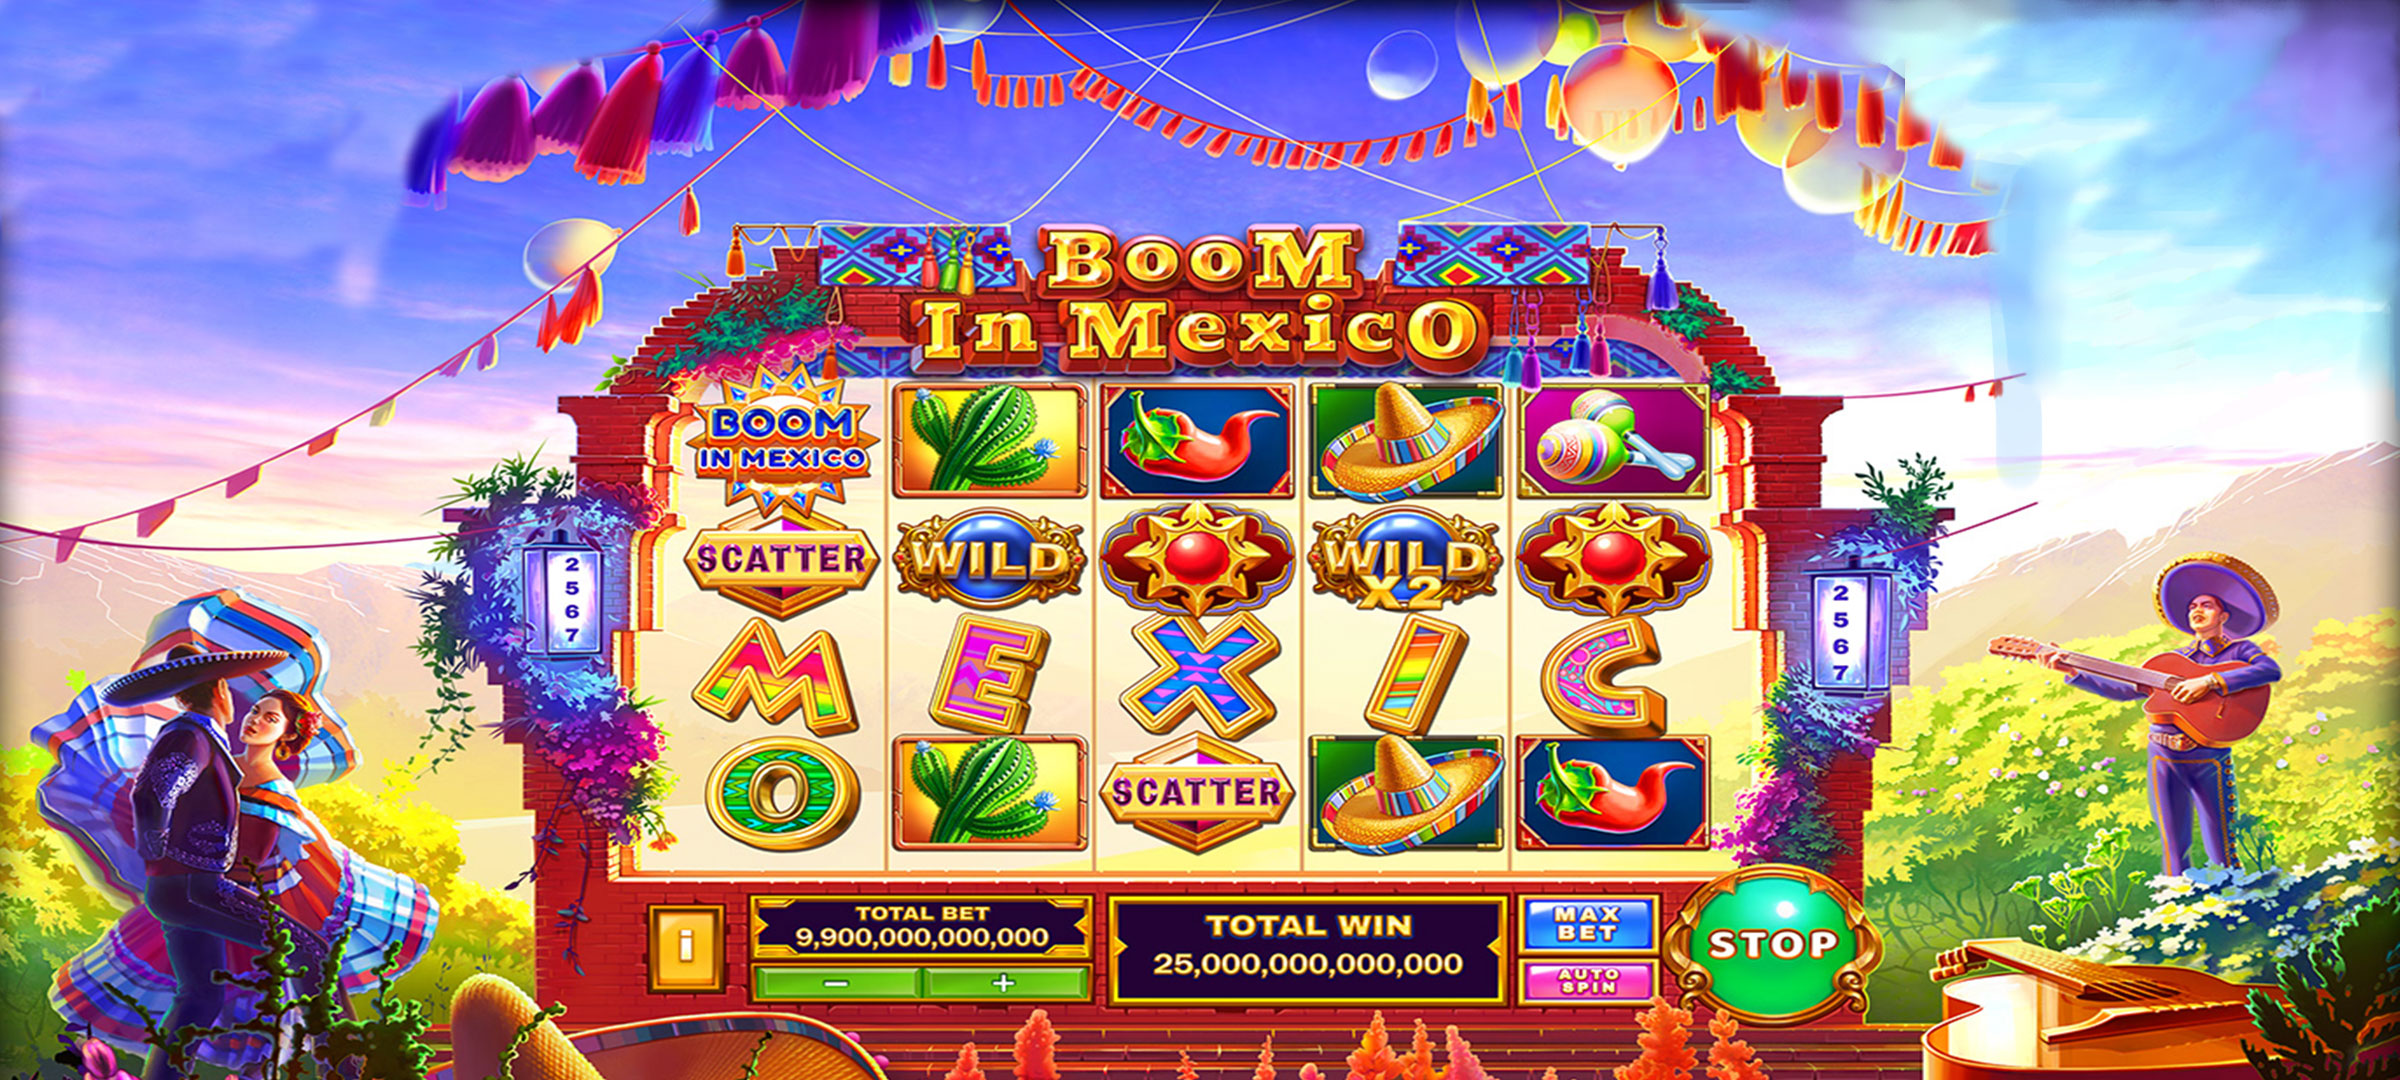 BooM
In MexicO
BOOM
IN MEXICO
SCATTER
WILD
WILD
X2
2
5
6
7
2
5
6
7
M E X I C
O
SCATTER
i
TOTAL BET
9,900,000,000,000
- +
TOTAL WIN
25,000,000,000,000
MAX
BET
AUTO
SPIN
STOP